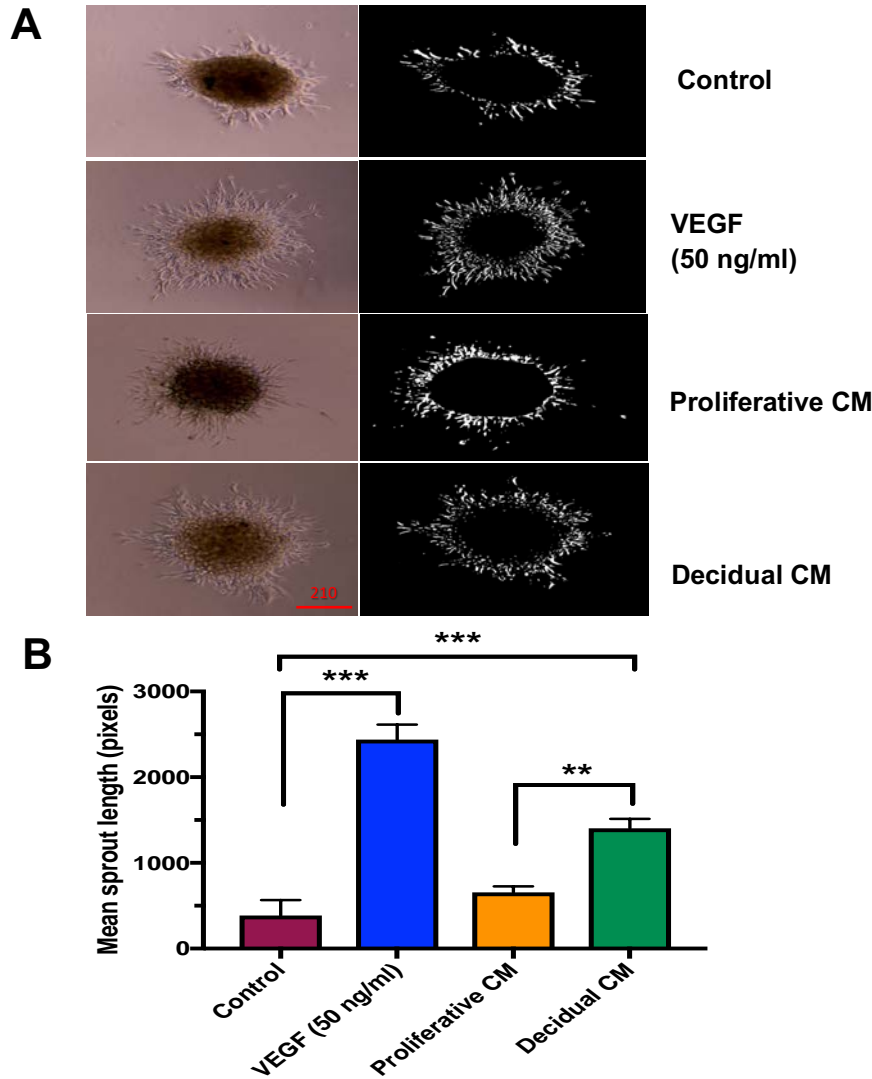 A
Control
VEGF
(50 ng/ml)
Proliferative CM
Decidual CM
210
B
***
***
**
Mean sprout length (pixels)
3000
2000
1000
0
Control
VEGF (50 ng/ml)
Proliferative CM
Decidual CM